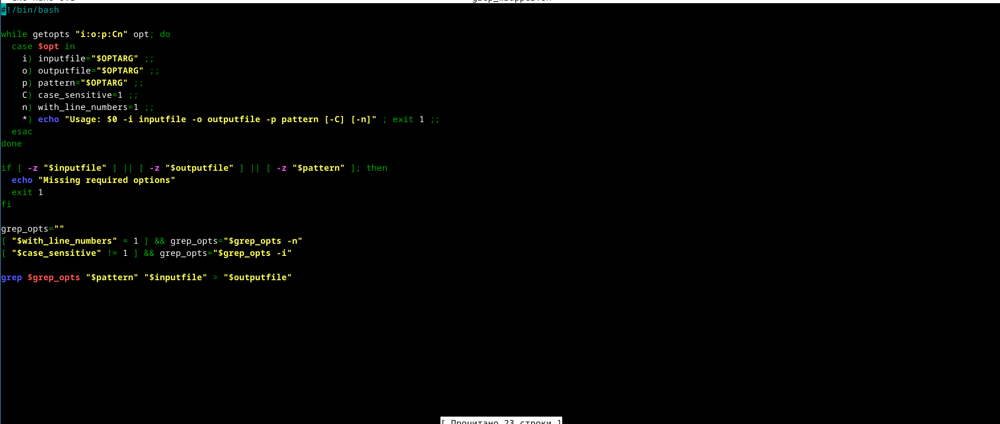 #!/bin/bash

while getopts "i:o:p:Cn" opt; do
  case $opt in
    i) inputfile="$OPTARG" ;;
    o) outputfile="$OPTARG" ;;
    p) pattern="$OPTARG" ;;
    C) case_sensitive=1 ;;
    n) with_line_numbers=1 ;;
    *) echo "Usage: $0 -i inputfile -o outputfile -p pattern [-C] [-n]" ; exit 1 ;;
  esac
done

if [ -z "$inputfile" ] || [ -z "$outputfile" ] || [ -z "$pattern" ]; then
  echo "Missing required options"
  exit 1
fi

grep_opts=""
[ "$with_line_numbers" = 1 ] && grep_opts="$grep_opts -n"
[ "$case_sensitive" != 1 ] && grep_opts="$grep_opts -i"

grep $grep_opts "$pattern" "$inputfile" > "$outputfile"
[ Прочитано 23 строки ]